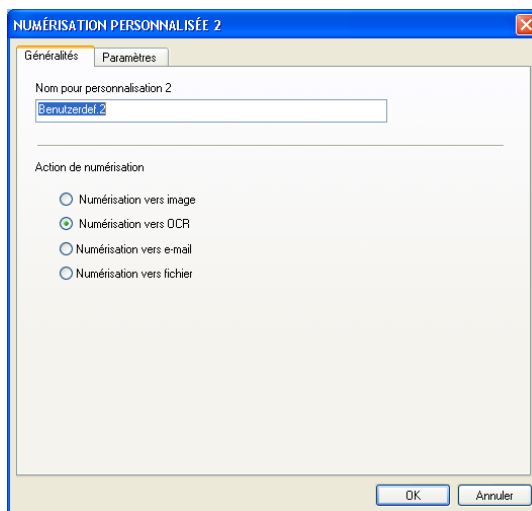 NUMÉRISATION PERSONNALISÉE 2
Généralités
Paramètres
Nom pour personnalisation 2
Benutzerdef.2
Action de numérisation
Numérisation vers image
Numérisation vers OCR
Numérisation vers e-mail
Numérisation vers fichier
OK
Annuler